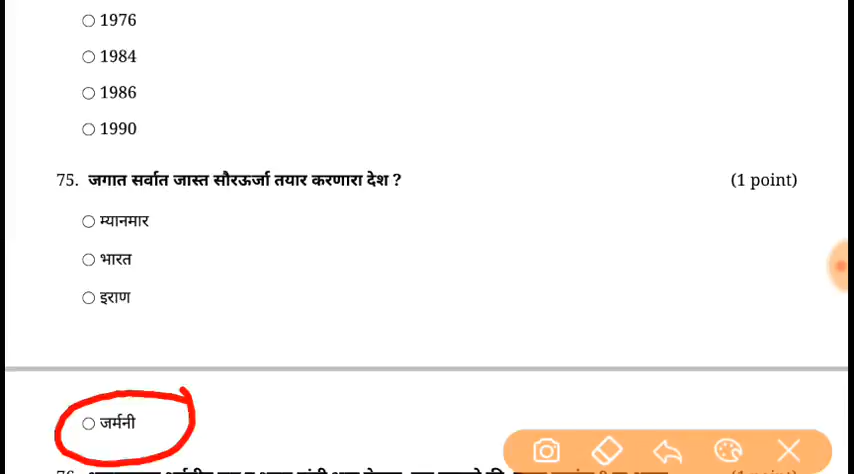 1976
1984
1986
1990
75. जगात सर्वात जास्त सौरऊर्जा तयार करणारा देश ? (1 point)
म्यानमार
भारत
इराण
जर्मनी